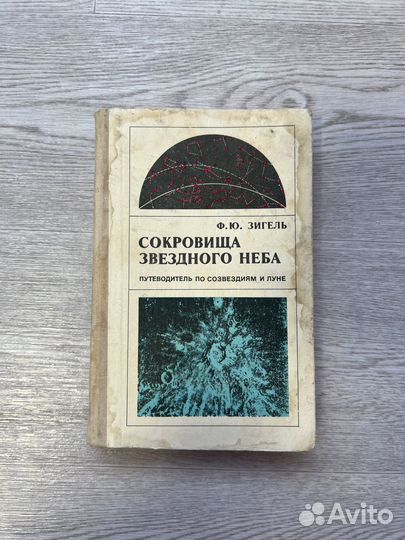 Ф.Ю. ЗИГЕЛЬ
СОКРОВИЩА
ЗВЕЗДНОГО НЕБА
ПУТЕВОДИТЕЛЬ ПО СОЗВЕЗДИЯМ И ЛУНЕ
Avito